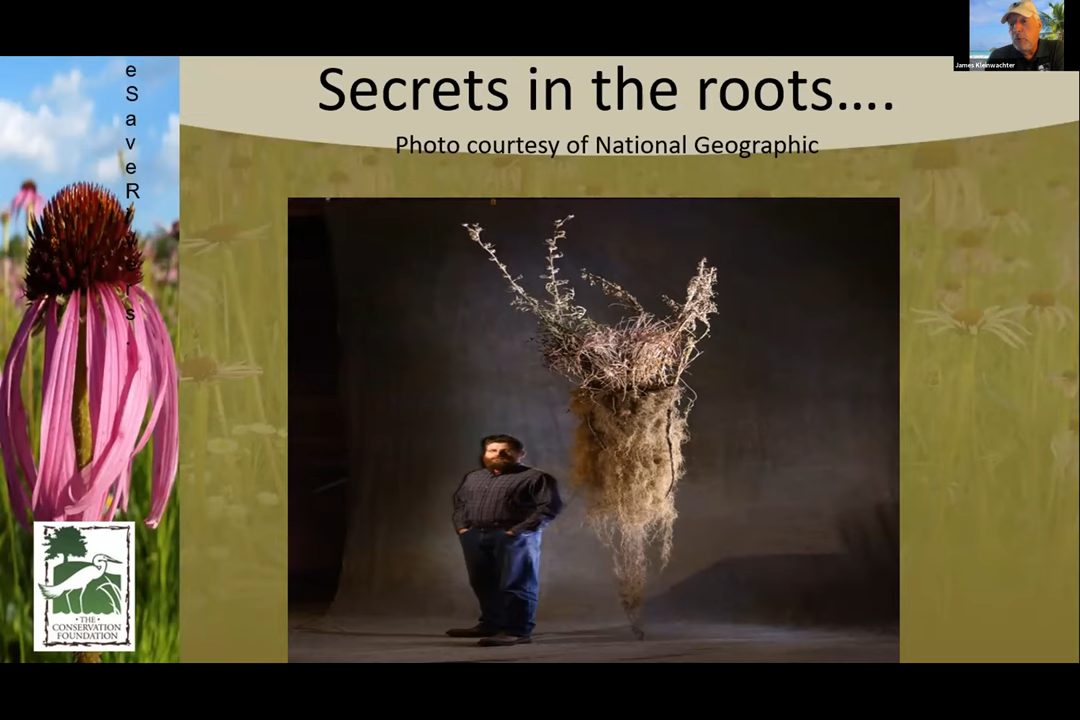 James Kleinwachter
Secrets in the roots....
Photo courtesy of National Geographic
e
S
a
v
e
R
s
.
• THE •
CONSERVATION
FOUNDATION